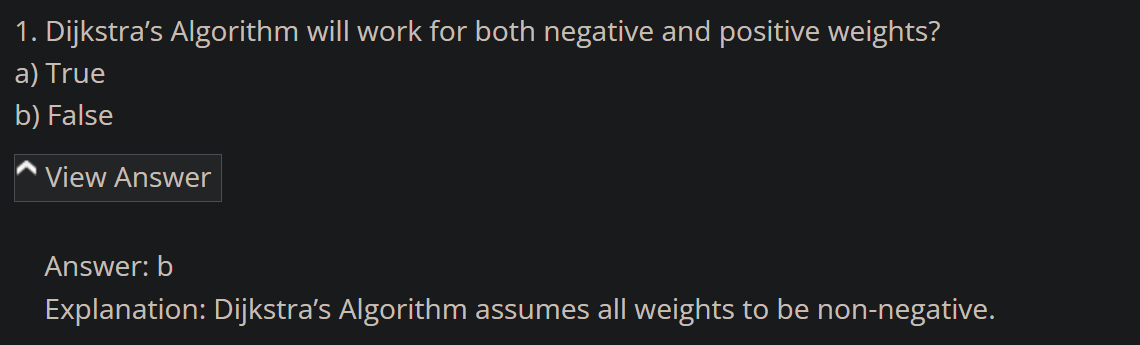 1. Dijkstra’s Algorithm will work for both negative and positive weights?
a) True
b) False
View Answer
Answer: b
Explanation: Dijkstra’s Algorithm assumes all weights to be non-negative.